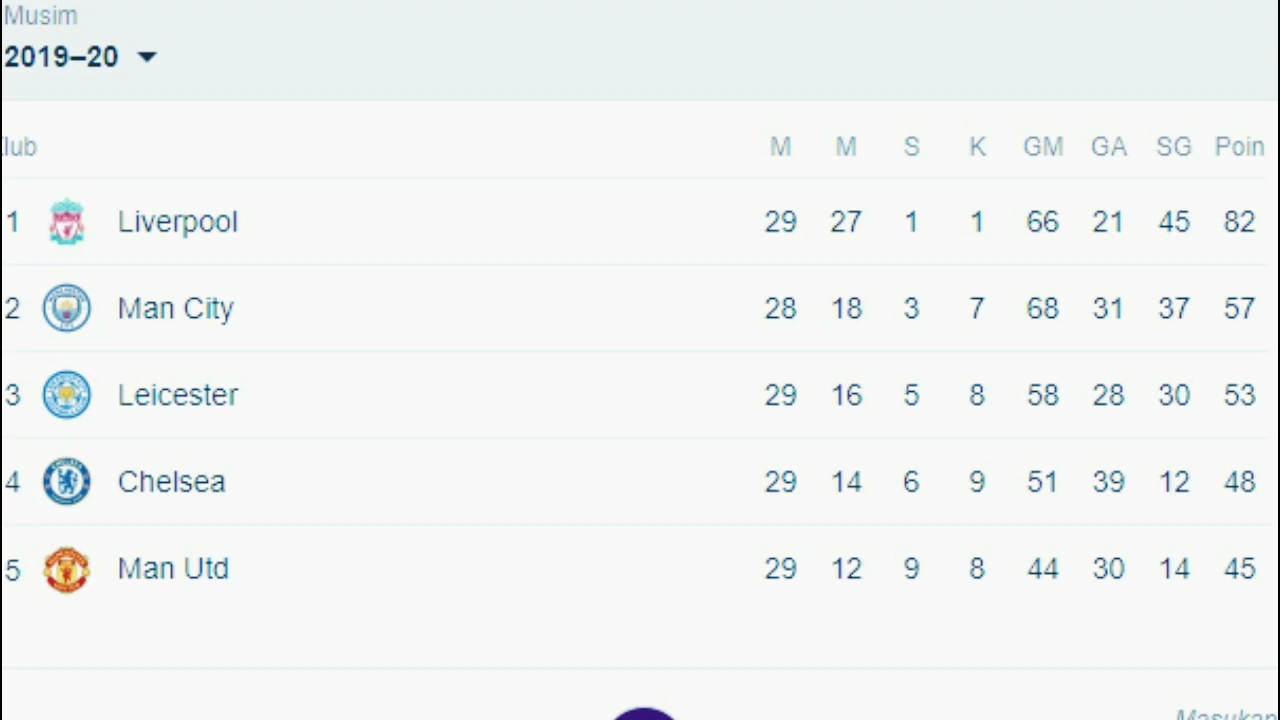 Musim
2019–20
lub M M S K GM GA SG Poin
1 Liverpool 29 27 1 1 66 21 45 82
2 Man City 28 18 3 7 68 31 37 57
3 Leicester 29 16 5 8 58 28 30 53
4 Chelsea 29 14 6 9 51 39 12 48
5 Man Utd 29 12 9 8 44 30 14 45
Masukan